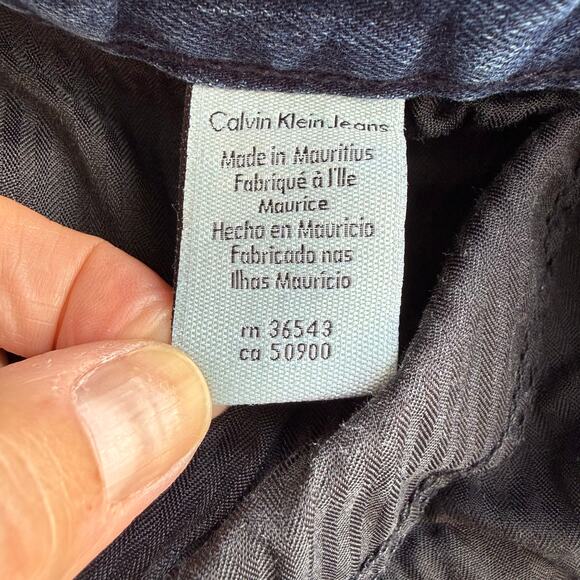 Calvin Klein Jeans
Made in Mauritius
Fabriqué à l'Ile
Maurice
Hecho en Mauricio
Fabricado nas
Ilhas Maurício
rn 36543
ca 50900